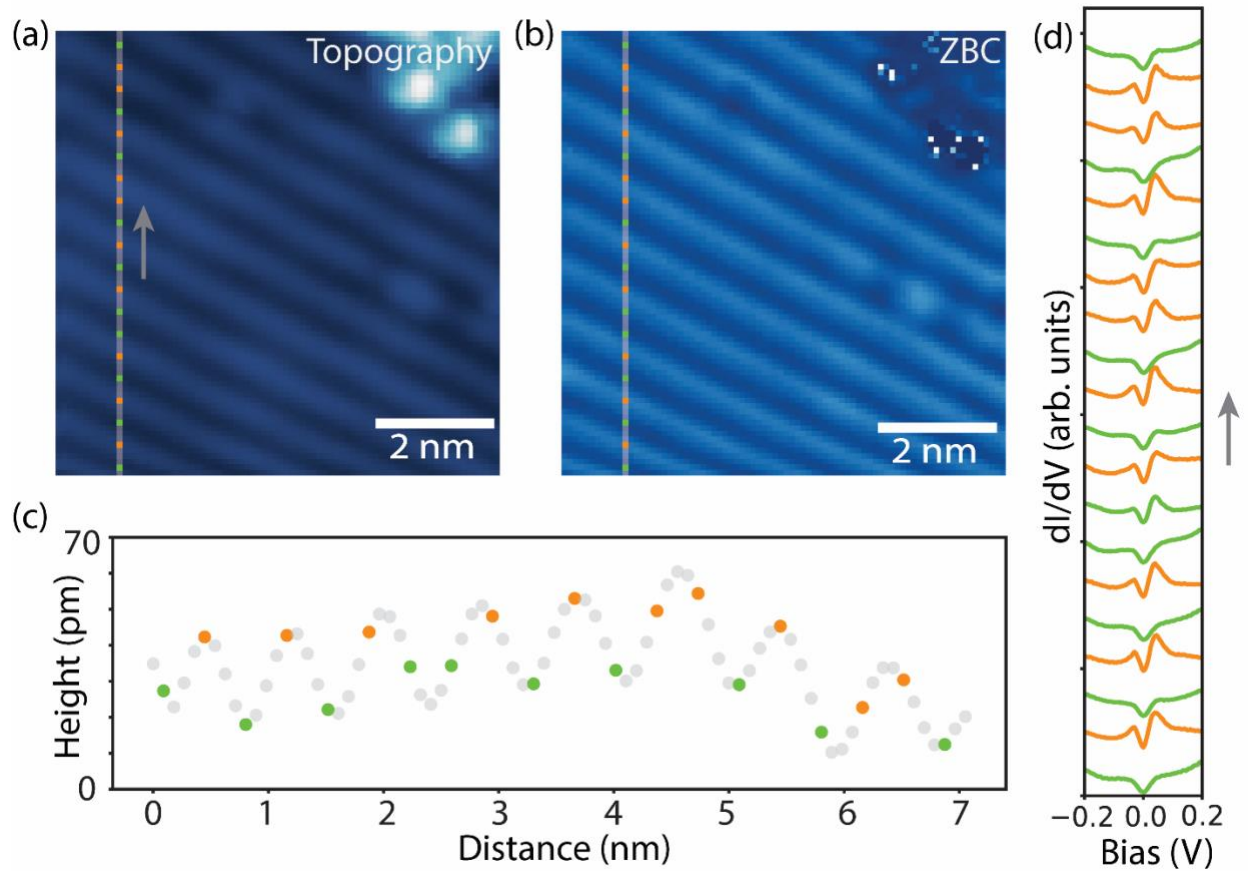 (a)
Topography
2 nm
(b)
ZBC
2 nm
(c)
Height (pm)
70
0
0 1 2 3 4 5 6 7
Distance (nm)
(d)
dI/dV (arb. units)
−0.2 0.0 0.2
Bias (V)